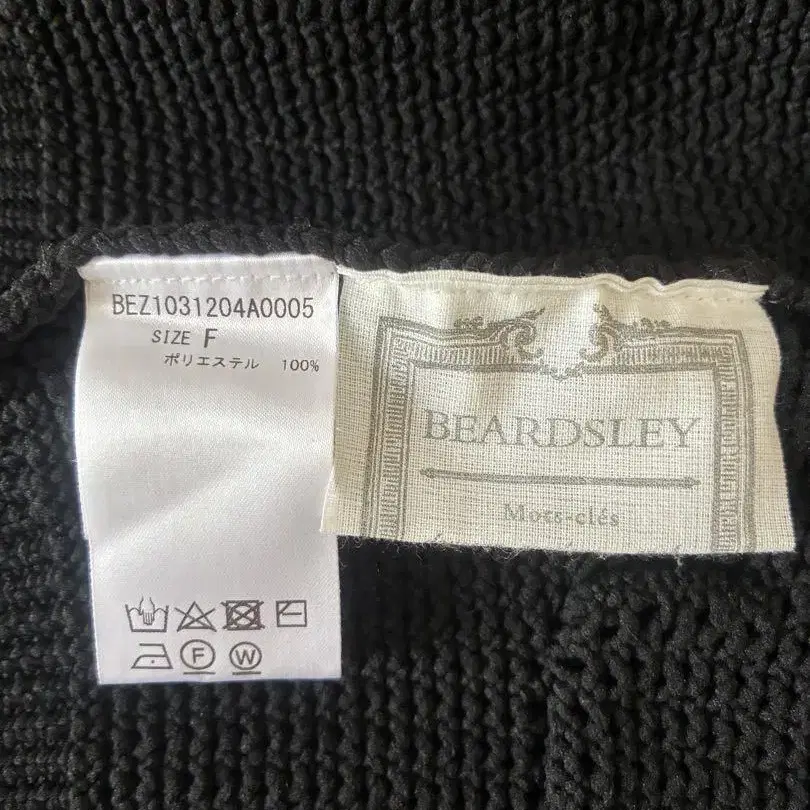 BEZ1031204A0005
SIZE F
ポリエステル 100%
F W
BEARDSLEY
Mots-clés